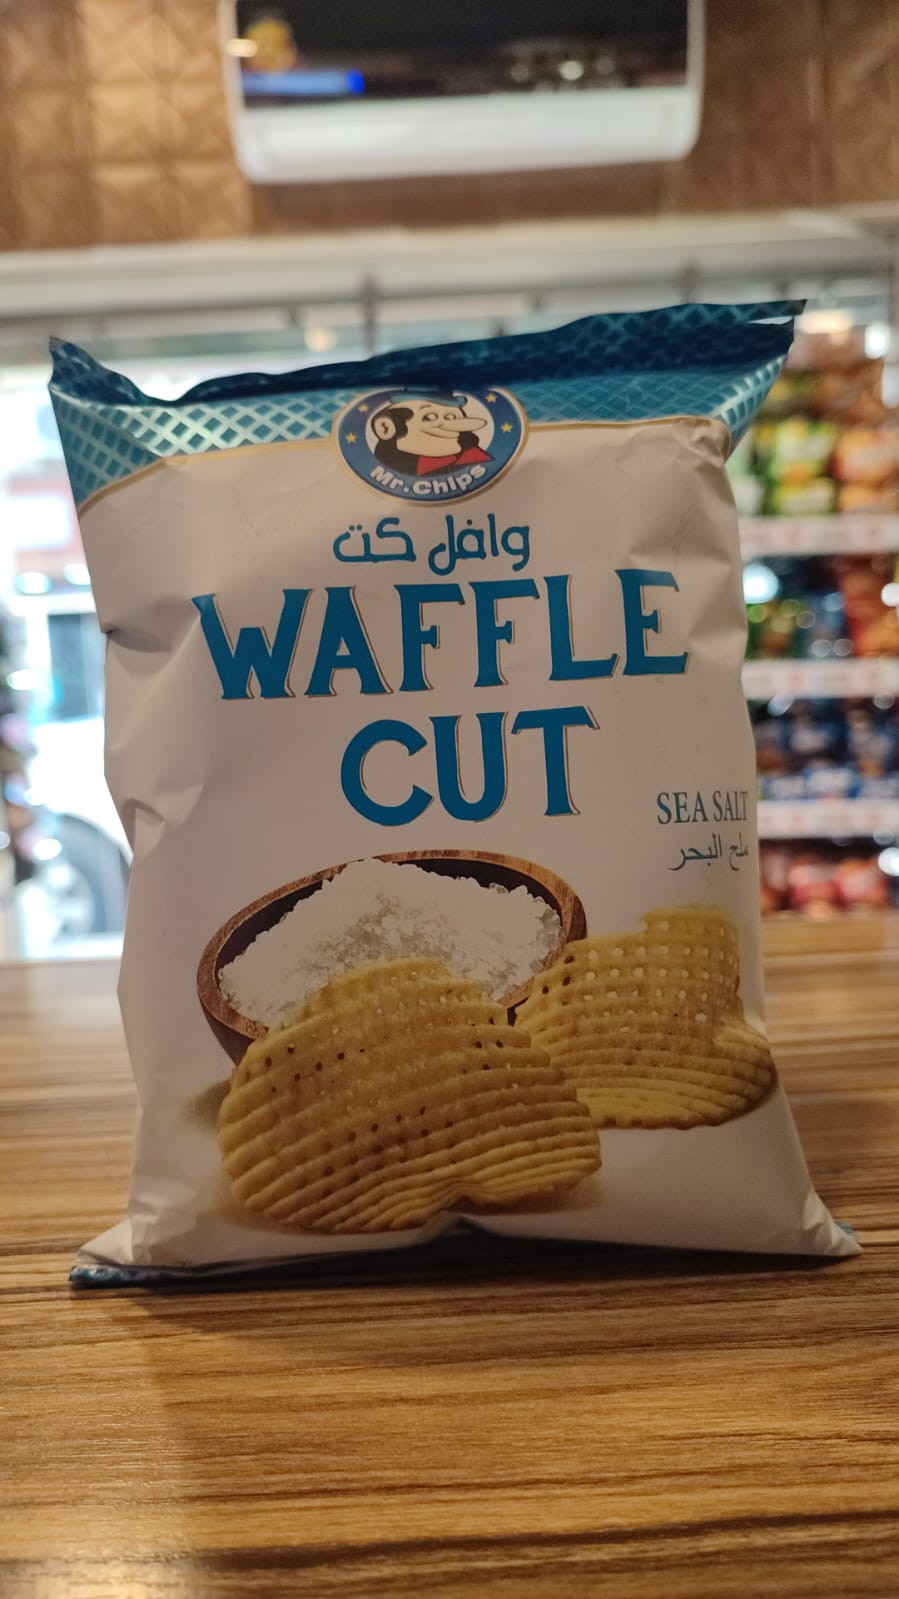 Mr.Chips
وافل كت
WAFFLE
CUT
SEA SALT
ملح البحر